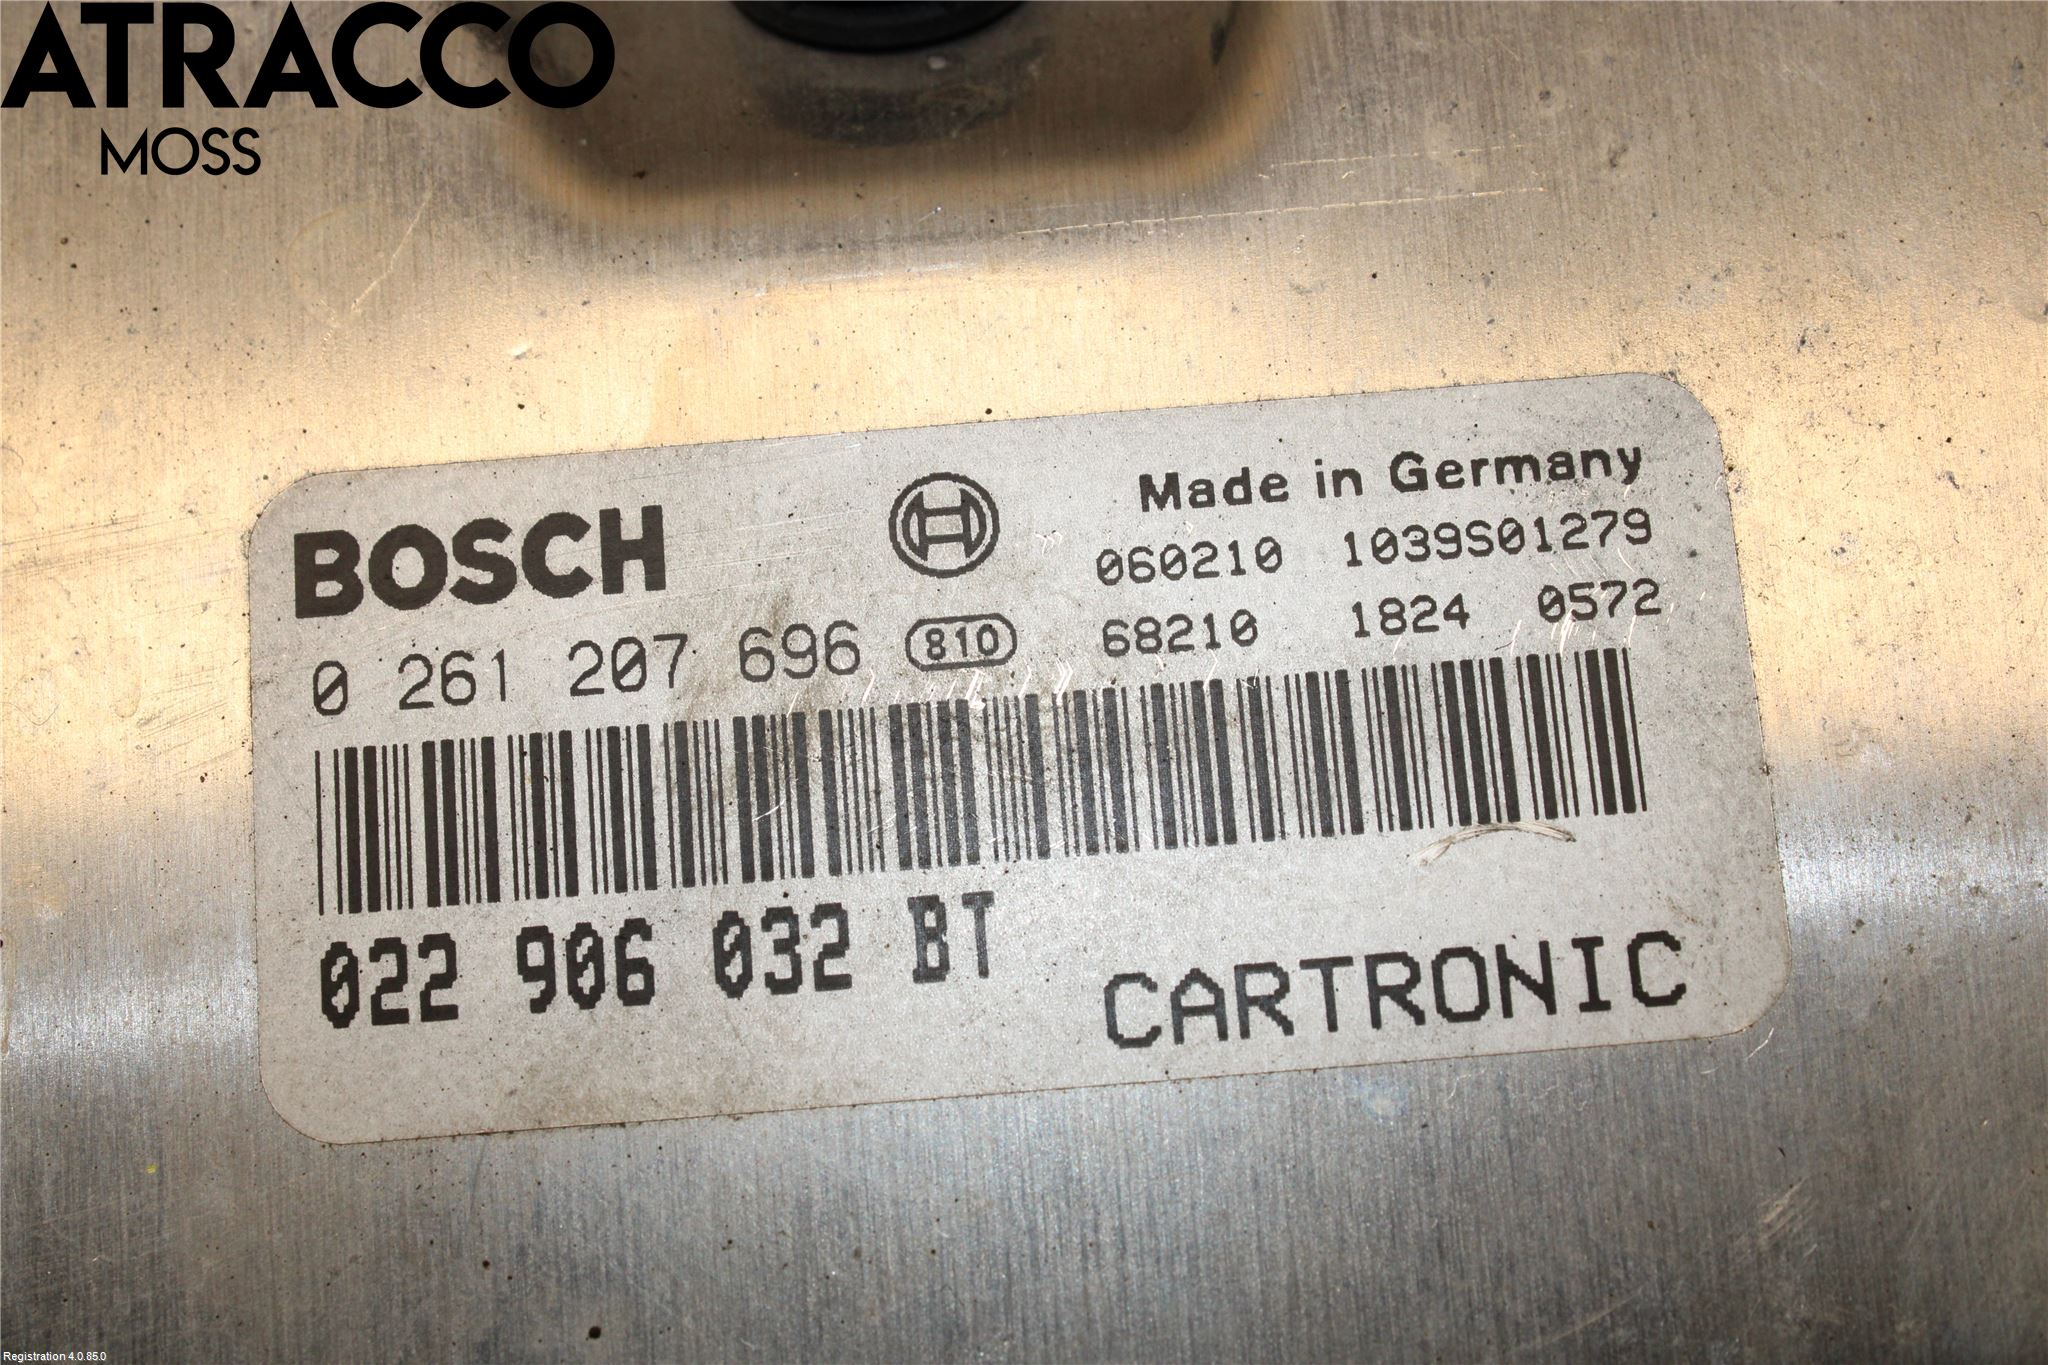 ATRACCO
MOSS
BOSCH
Made in Germany
060210 1039S01279
0 261 207 696 810 68210 1824 0572
022 906 032 BT
CARTRONIC
Registration 4.0.85.0